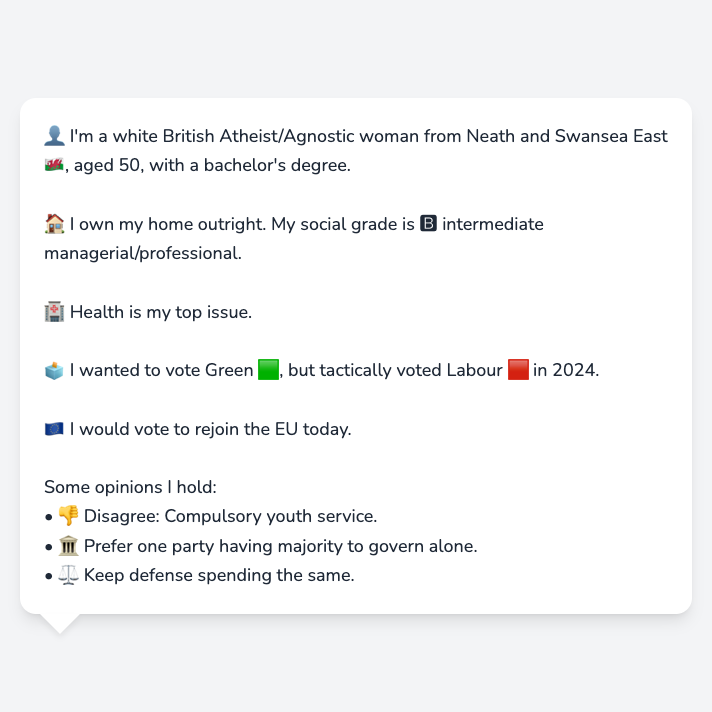 👤 I'm a white British Atheist/Agnostic woman from Neath and Swansea East
🏴󠁧󠁢󠁷󠁬󠁳󠁿, aged 50, with a bachelor's degree.
🏠 I own my home outright. My social grade is 🅱 intermediate
managerial/professional.
🏥 Health is my top issue.
🗳️ I wanted to vote Green 🟩, but tactically voted Labour 🟥 in 2024.
🇪🇺 I would vote to rejoin the EU today.
Some opinions I hold:
• 👎 Disagree: Compulsory youth service.
• 🏛️ Prefer one party having majority to govern alone.
• ⚖️ Keep defense spending the same.